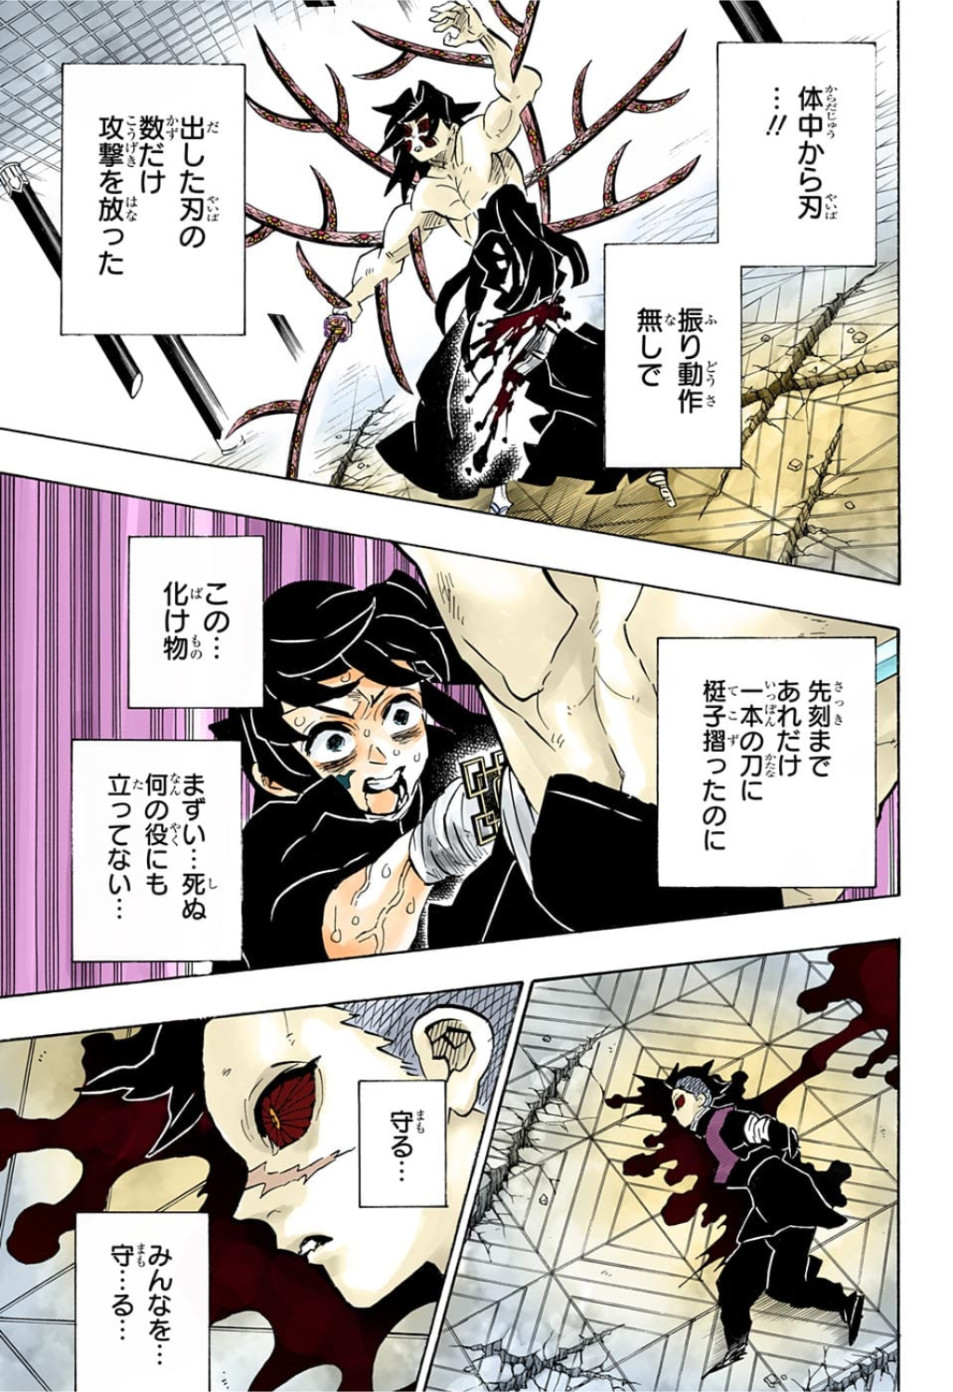 体中から刃
…!!
振り動作
無しで
出した刃の
数だけ
攻撃を放った
先刻まで
あれだけ
一本の刀に
梃子摺ったのに
この…
化け物
まずい…死ぬ
何の役にも
立ってない…
守る…
みんなを…
守…る…